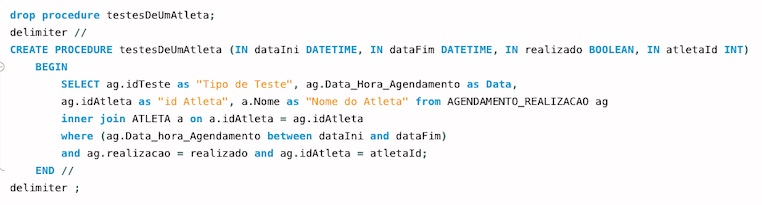 drop procedure testesDeUmAtleta;
delimiter //
CREATE PROCEDURE testesDeUmAtleta (IN dataIni DATETIME, IN dataFim DATETIME, IN realizado BOOLEAN, IN atletaId INT)
BEGIN
SELECT ag.idTeste as "Tipo de Teste", ag.Data_Hora_Agendamento as Data,
ag.idAtleta as "id Atleta", a.Nome as "Nome do Atleta" from AGENDAMENTO_REALIZACAO ag
inner join ATLETA a on a.idAtleta = ag.idAtleta
where (ag.Data_hora_Agendamento between dataIni and dataFim)
and ag.realizacao = realizado and ag.idAtleta = atletaId;
END //
delimiter ;